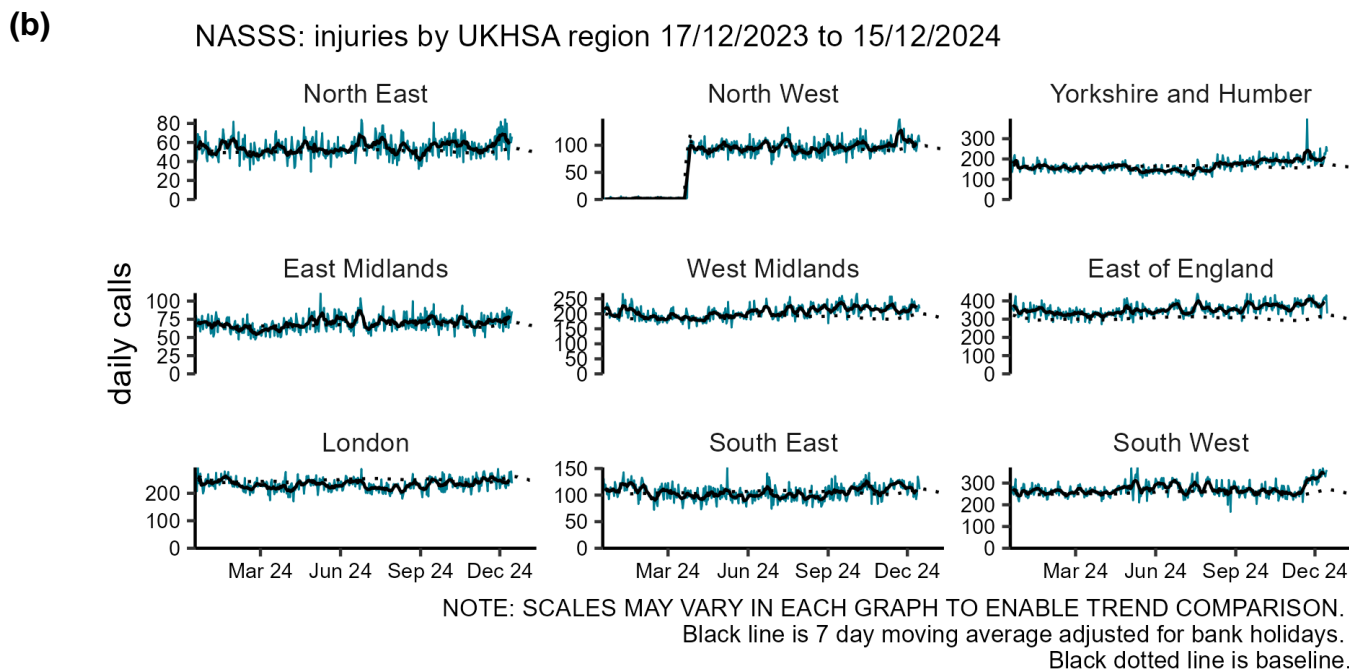 (b)
NASSS: injuries by UKHSA region 17/12/2023 to 15/12/2024
North East
North West
Yorkshire and Humber
80
60
40
20
0
100
50
0
300
200
100
0
daily calls
East Midlands
West Midlands
East of England
100
75
50
25
0
250
200
150
100
50
0
400
300
200
100
0
London
South East
South West
200
100
0
150
100
50
0
300
200
100
0
Mar 24 Jun 24 Sep 24 Dec 24
Mar 24 Jun 24 Sep 24 Dec 24
Mar 24 Jun 24 Sep 24 Dec 24
NOTE: SCALES MAY VARY IN EACH GRAPH TO ENABLE TREND COMPARISON.
Black line is 7 day moving average adjusted for bank holidays.
Black dotted line is baseline.